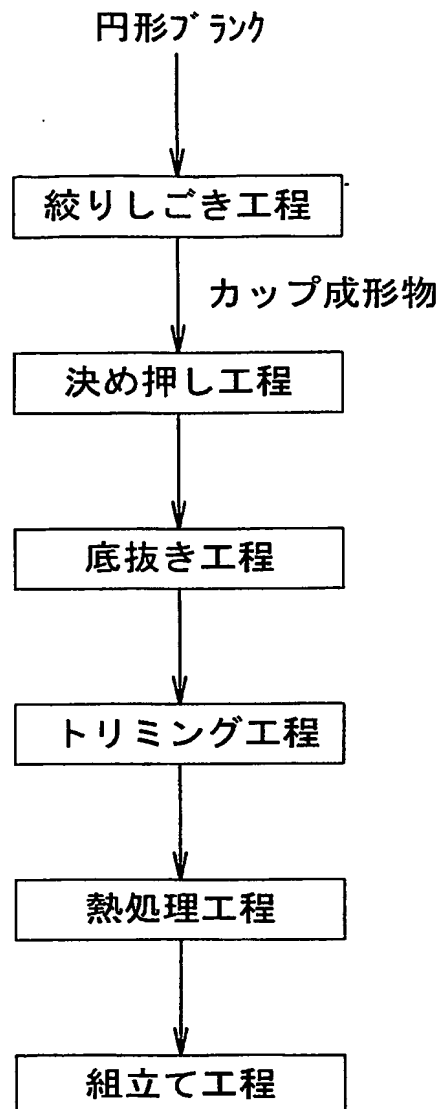 円形ブランク
絞りしごき工程
カップ成形物
決め押し工程
底抜き工程
トリミング工程
熱処理工程
組立て工程